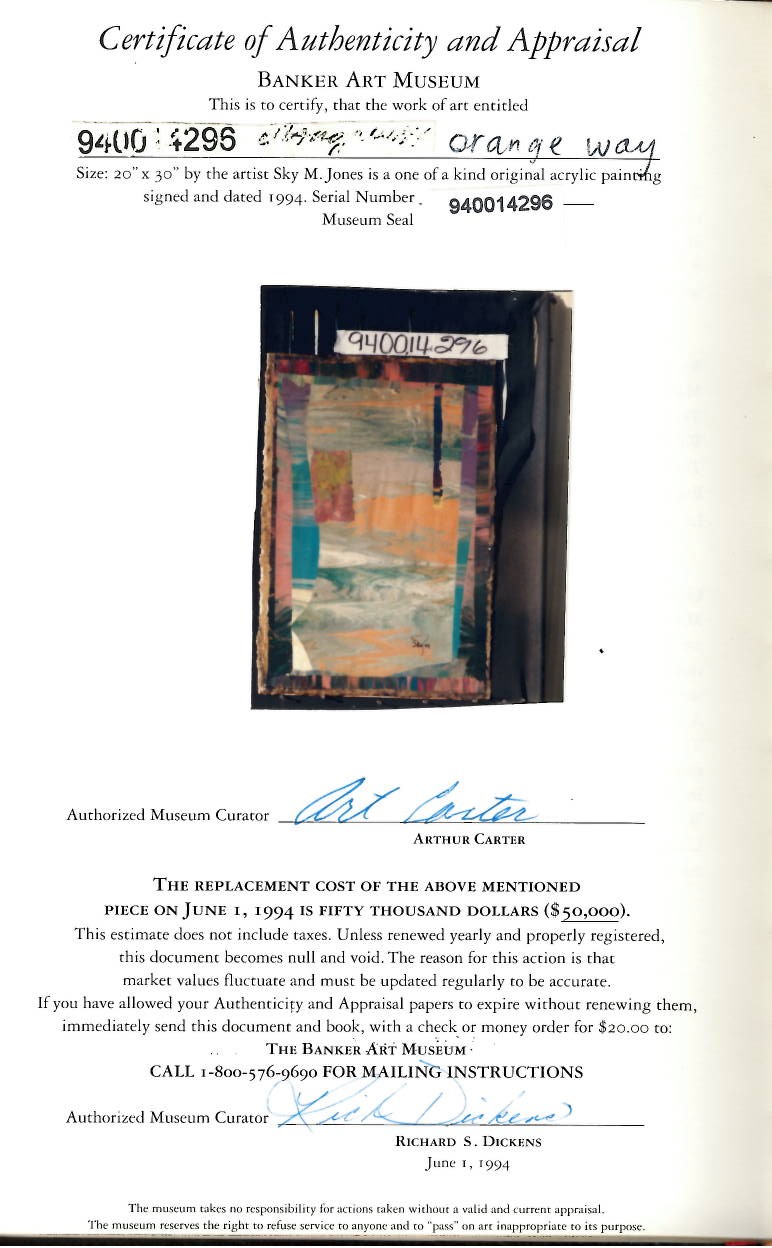 Certificate of Authenticity and Appraisal
BANKER ART MUSEUM
This is to certify, that the work of art entitled
940014296 orange way
Size: 20" x 30" by the artist Sky M. Jones is a one of a kind original acrylic painting
signed and dated 1994. Serial Number 940014296
Museum Seal
940014296
Authorized Museum Curator Art Carter
ARTHUR CARTER
THE REPLACEMENT COST OF THE ABOVE MENTIONED
PIECE ON JUNE 1, 1994 IS FIFTY THOUSAND DOLLARS ($50,000).
This estimate does not include taxes. Unless renewed yearly and properly registered,
this document becomes null and void. The reason for this action is that
market values fluctuate and must be updated regularly to be accurate.
If you have allowed your Authenticity and Appraisal papers to expire without renewing them,
immediately send this document and book, with a check or money order for $20.00 to:
THE BANKER ART MUSEUM
CALL 1-800-576-9690 FOR MAILING INSTRUCTIONS
Authorized Museum Curator Rick Dickens
RICHARD S. DICKENS
June 1, 1994
The museum takes no responsibility for actions taken without a valid and current appraisal.
The museum reserves the right to refuse service to anyone and to "pass" on art inappropriate to its purpose.